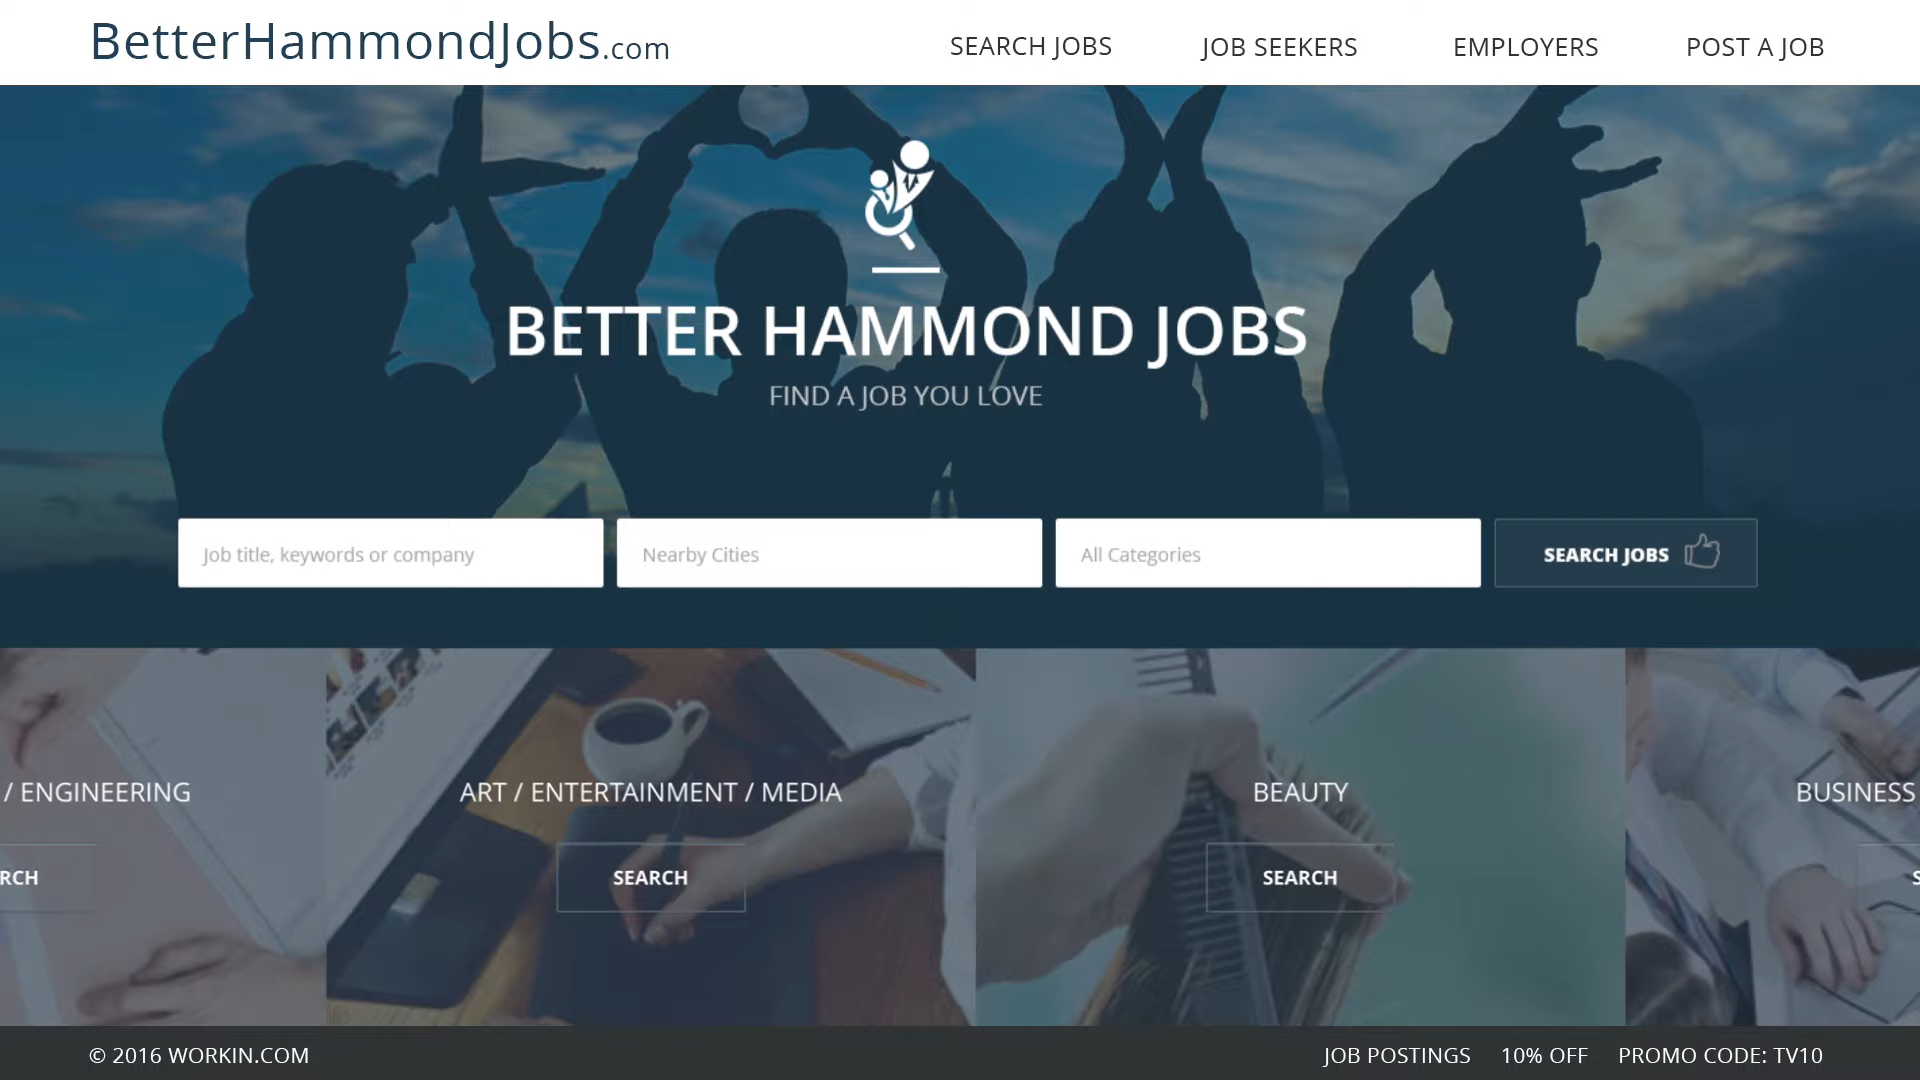 BetterHammondJobs.com
SEARCH JOBS
JOB SEEKERS
EMPLOYERS
POST A JOB
BETTER HAMMOND JOBS
FIND A JOB YOU LOVE
Job title, keywords or company
Nearby Cities
All Categories
SEARCH JOBS
/ ENGINEERING
ART / ENTERTAINMENT / MEDIA
BEAUTY
BUSINESS
RCH
SEARCH
SEARCH
S
© 2016 WORKIN.COM
JOB POSTINGS
10% OFF
PROMO CODE: TV10